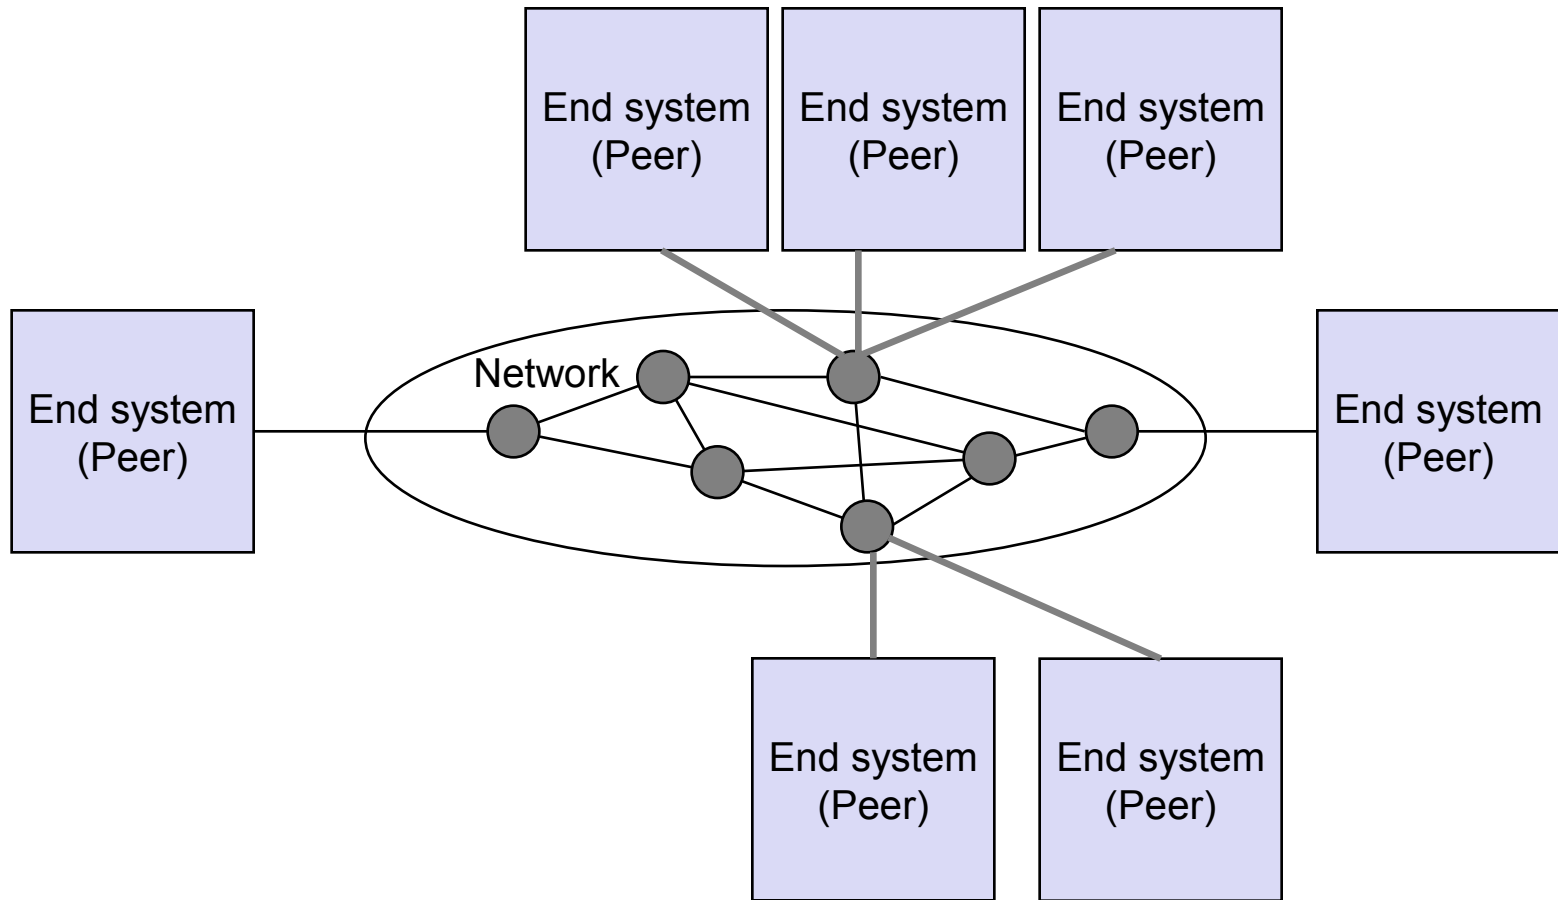 End system
(Peer)
End system
(Peer)
End system
(Peer)
Network
End system
(Peer)
End system
(Peer)
End system
(Peer)
End system
(Peer)